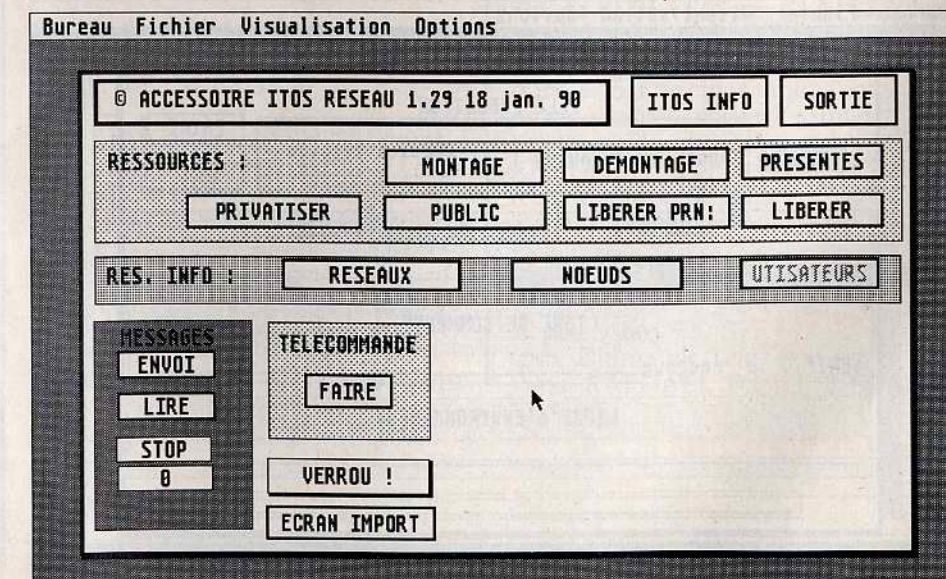 Bureau Fichier Visualisation Options
© ACCESSOIRE ITOS RESEAU 1.29 18 jan. 90
ITOS INFO
SORTIE
RESSOURCES :
MONTAGE
DEMONTAGE
PRESENTES
PRIVATISER
PUBLIC
LIBERER PRN:
LIBERER
RES. INFO :
RESEAUX
NOEUDS
UTISATEURS
MESSAGES
ENVOI
LIRE
STOP
0
TELECOMMANDE
FAIRE
VERROU !
ECRAN IMPORT